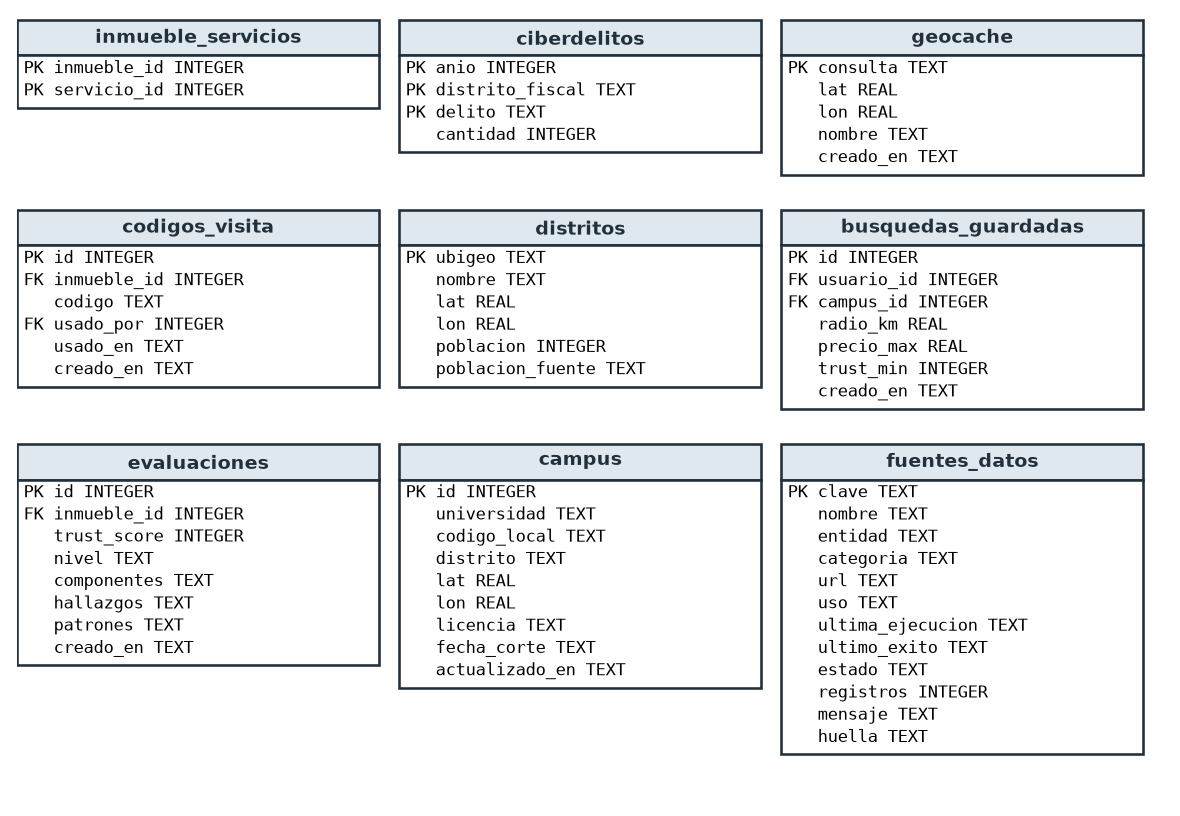 inmueble_servicios
PK inmueble_id INTEGER
PK servicio_id INTEGER
ciberdelitos
PK anio INTEGER
PK distrito_fiscal TEXT
PK delito TEXT
cantidad INTEGER
geocache
PK consulta TEXT
lat REAL
lon REAL
nombre TEXT
creado_en TEXT
codigos_visita
PK id INTEGER
FK inmueble_id INTEGER
codigo TEXT
FK usado_por INTEGER
usado_en TEXT
creado_en TEXT
distritos
PK ubigeo TEXT
nombre TEXT
lat REAL
lon REAL
poblacion INTEGER
poblacion_fuente TEXT
busquedas_guardadas
PK id INTEGER
FK usuario_id INTEGER
FK campus_id INTEGER
radio_km REAL
precio_max REAL
trust_min INTEGER
creado_en TEXT
evaluaciones
PK id INTEGER
FK inmueble_id INTEGER
trust_score INTEGER
nivel TEXT
componentes TEXT
hallazgos TEXT
patrones TEXT
creado_en TEXT
campus
PK id INTEGER
universidad TEXT
codigo_local TEXT
distrito TEXT
lat REAL
lon REAL
licencia TEXT
fecha_corte TEXT
actualizado_en TEXT
fuentes_datos
PK clave TEXT
nombre TEXT
entidad TEXT
categoria TEXT
url TEXT
uso TEXT
ultima_ejecucion TEXT
ultimo_exito TEXT
estado TEXT
registros INTEGER
mensaje TEXT
huella TEXT